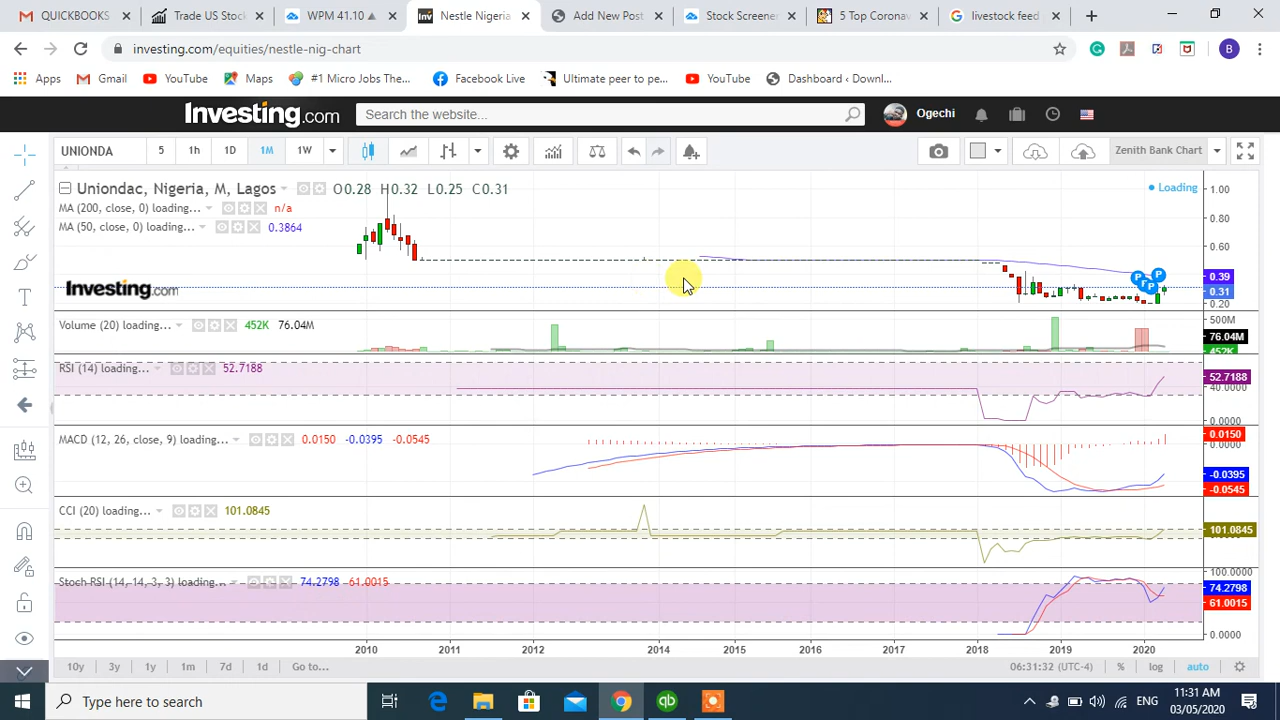 QUICKBOOKS
Trade US Stock
WPM 41.10 ▲
Nestle Nigeria
Add New Post
Stock Screener
5 Top Coronav
livestock feed
investing.com/equities/nestle-nig-chart
B
Apps
Gmail
YouTube
Maps
#1 Micro Jobs The...
Facebook Live
Ultimate peer to pe...
YouTube
Dashboard ‹ Devel...
Investing.com
Search the website...
Ogechi
UNIONDA
5
1h
1D
1M
1W
Zenith Bank Chart
Uniondac, Nigeria, M, Lagos
O0.28 H0.32 L0.25 C0.31
Loading
1.00
MA (200, close, 0) loading...
n/a
0.80
MA (50, close, 0) loading...
0.3864
0.60
P
P
P
0.39
Investing.com
0.31
0.20
Volume (20) loading...
452K 76.04M
500M
76.04M
452K
RSI (14) loading...
52.7188
52.7188
40.0000
0.0000
MACD (12, 26, close, 9) loading...
0.0150 -0.0395 -0.0545
0.0150
0.0000
-0.0395
-0.0545
CCI (20) loading...
101.0845
101.0845
Stoch RSI (14, 14, 3, 3) loading...
74.2798 61.0015
100.0000
74.2798
61.0015
0.0000
2010 2011 2012 2014 2015 2016 2017 2018 2019 2020
10y 3y 1y 1m 7d 1d Go to...
06:31:32 (UTC-4) % log auto
Type here to search
e
qb
ENG
11:31 AM
03/05/2020